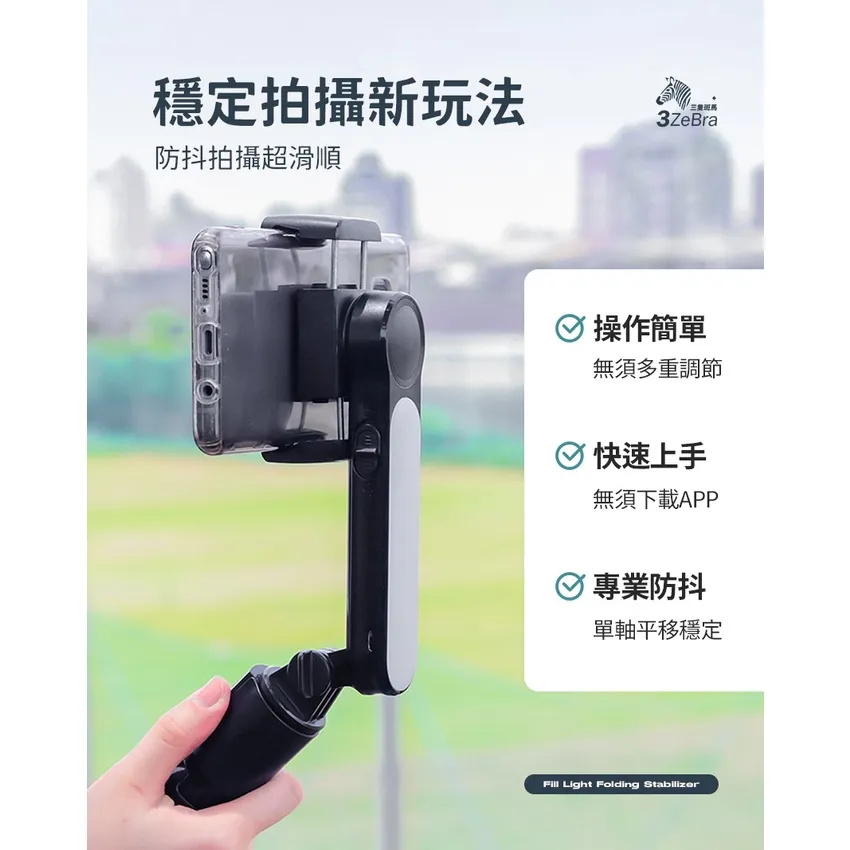 穩定拍攝新玩法
防抖拍攝超滑順
三隻斑馬
3ZeBra
操作簡單
無須多重調節
快速上手
無須下載APP
專業防抖
單軸平移穩定
Fill Light Folding Stabilizer